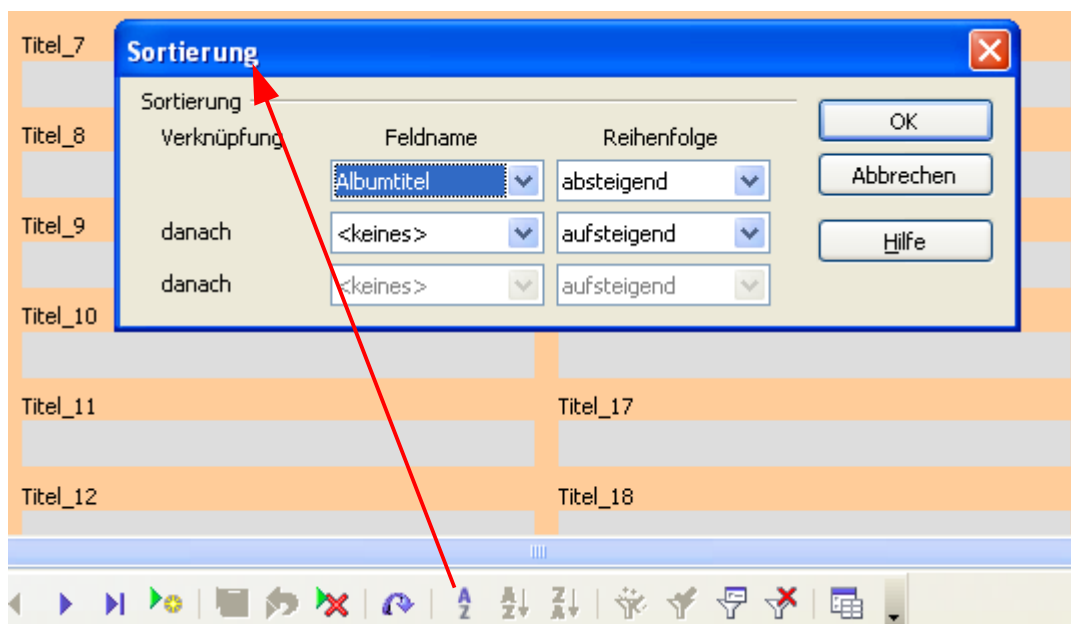 Titel_7
Sortierung
Sortierung
Verknüpfung Feldname Reihenfolge
OK
Titel_8
Albumtitel absteigend
Abbrechen
Titel_9
danach <keines> aufsteigend
Hilfe
danach <keines> aufsteigend
Titel_10
Titel_11 Titel_17
Titel_12 Titel_18
A
Z
A
Z
Z
A